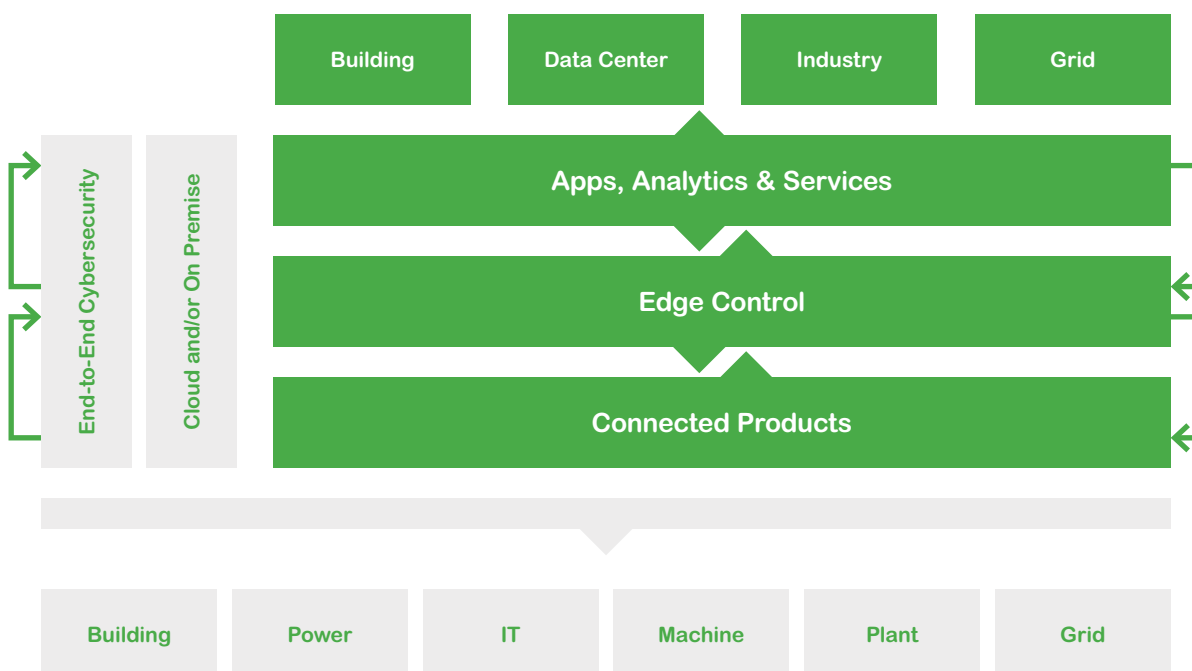 Building
Data Center
Industry
Grid
End-to-End Cybersecurity
Cloud and/or On Premise
Apps, Analytics & Services
Edge Control
Connected Products
Building
Power
IT
Machine
Plant
Grid